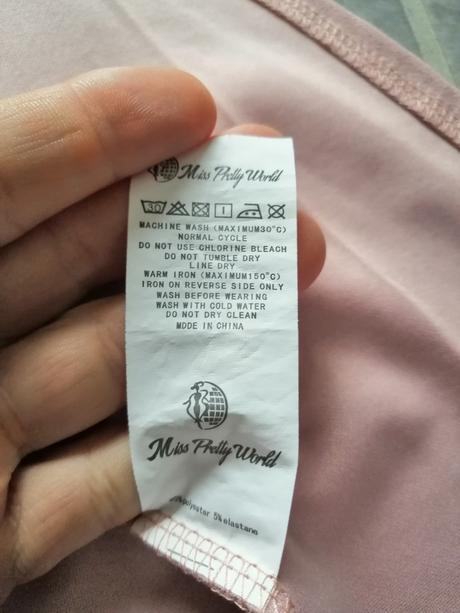 Miss Pretty World
30
MACHINE WASH (MAXIMUM30°C)
NORMAL CYCLE
DO NOT USE CHLORINE BLEACH
DO NOT TUMBLE DRY
LINE DRY
WARM IRON (MAXIMUM150°C)
IRON ON REVERSE SIDE ONLY
WASH BEFORE WEARING
WASH WITH COLD WATER
DO NOT DRY CLEAN
MDDE IN CHINA
Miss Pretty World
polyester 5% elastane